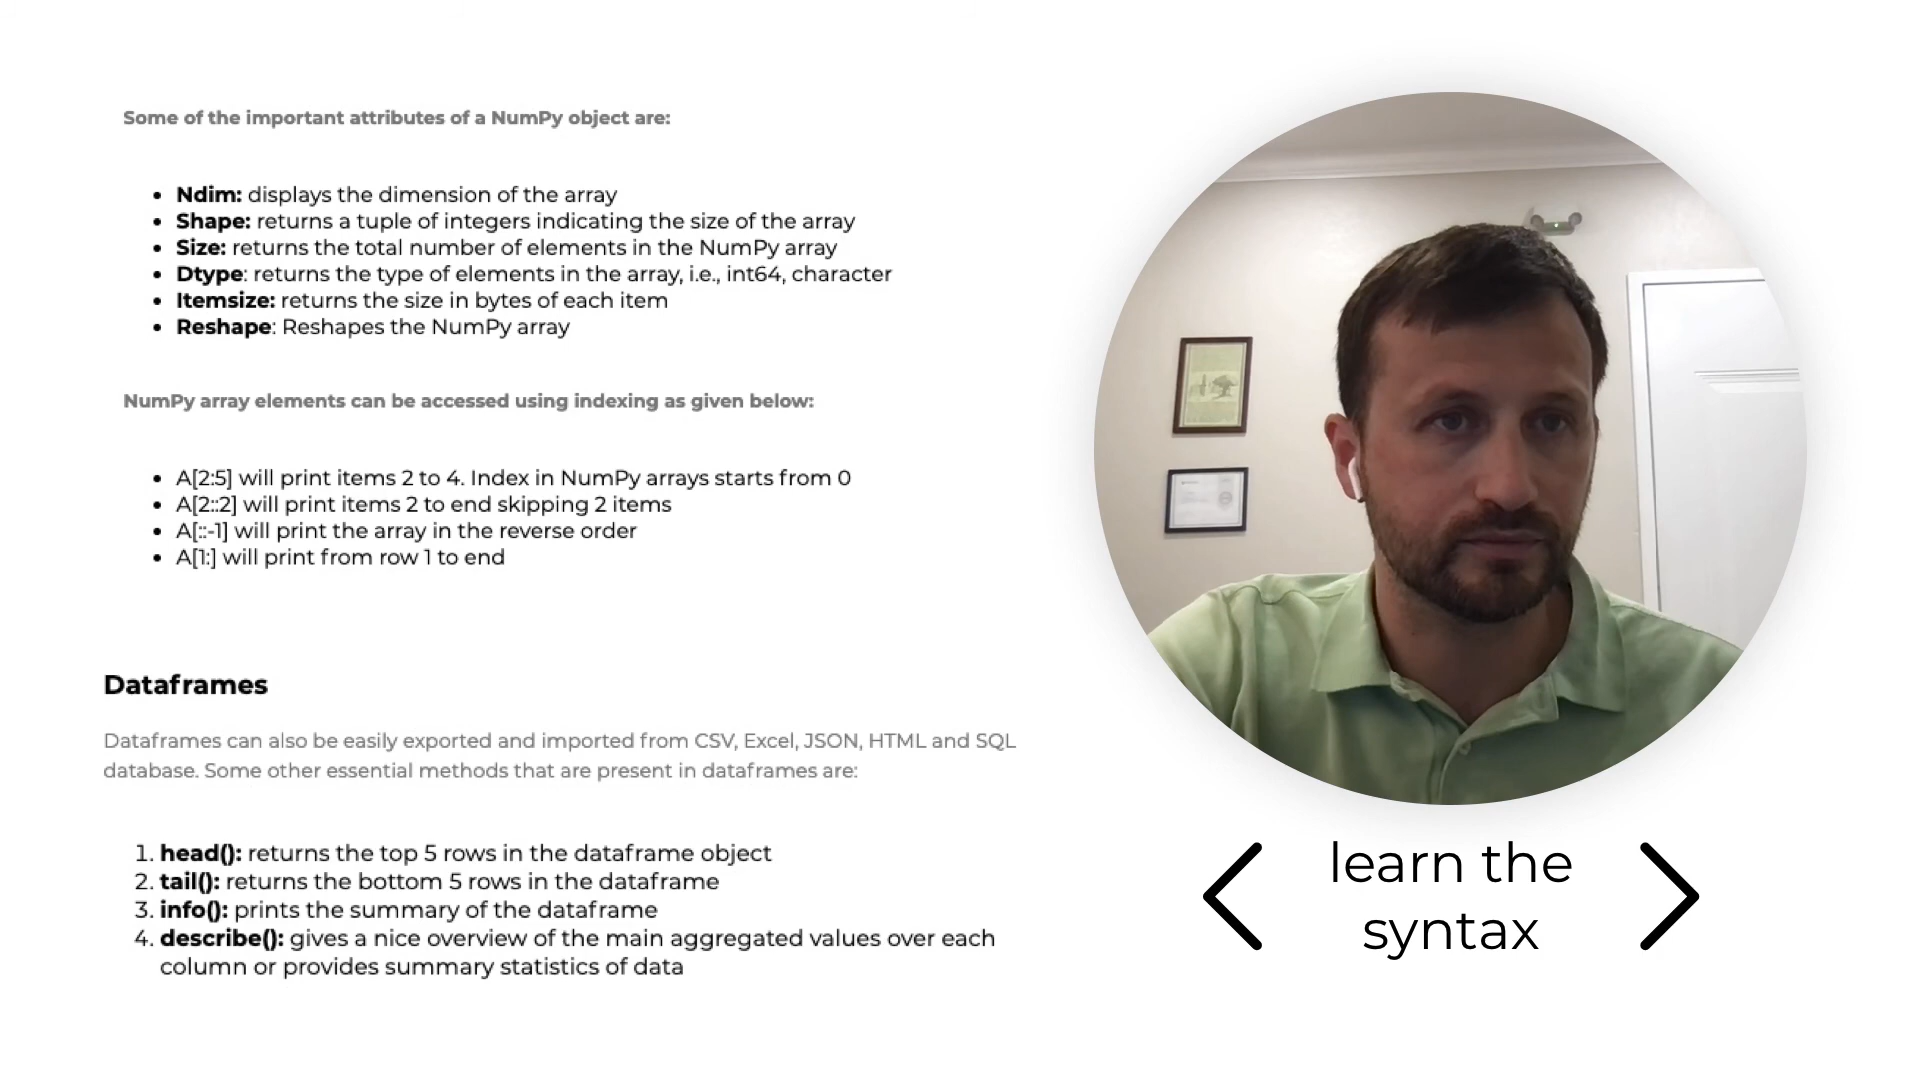 Some of the important attributes of a NumPy object are:
• Ndim: displays the dimension of the array
• Shape: returns a tuple of integers indicating the size of the array
• Size: returns the total number of elements in the NumPy array
• Dtype: returns the type of elements in the array, i.e., int64, character
• Itemsize: returns the size in bytes of each item
• Reshape: Reshapes the NumPy array
NumPy array elements can be accessed using indexing as given below:
• A[2:5] will print items 2 to 4. Index in NumPy arrays starts from 0
• A[2::2] will print items 2 to end skipping 2 items
• A[::-1] will print the array in the reverse order
• A[1:] will print from row 1 to end
Dataframes
Dataframes can also be easily exported and imported from CSV, Excel, JSON, HTML and SQL
database. Some other essential methods that are present in dataframes are:
1. head(): returns the top 5 rows in the dataframe object
2. tail(): returns the bottom 5 rows in the dataframe
3. info(): prints the summary of the dataframe
4. describe(): gives a nice overview of the main aggregated values over each
column or provides summary statistics of data
learn the
syntax